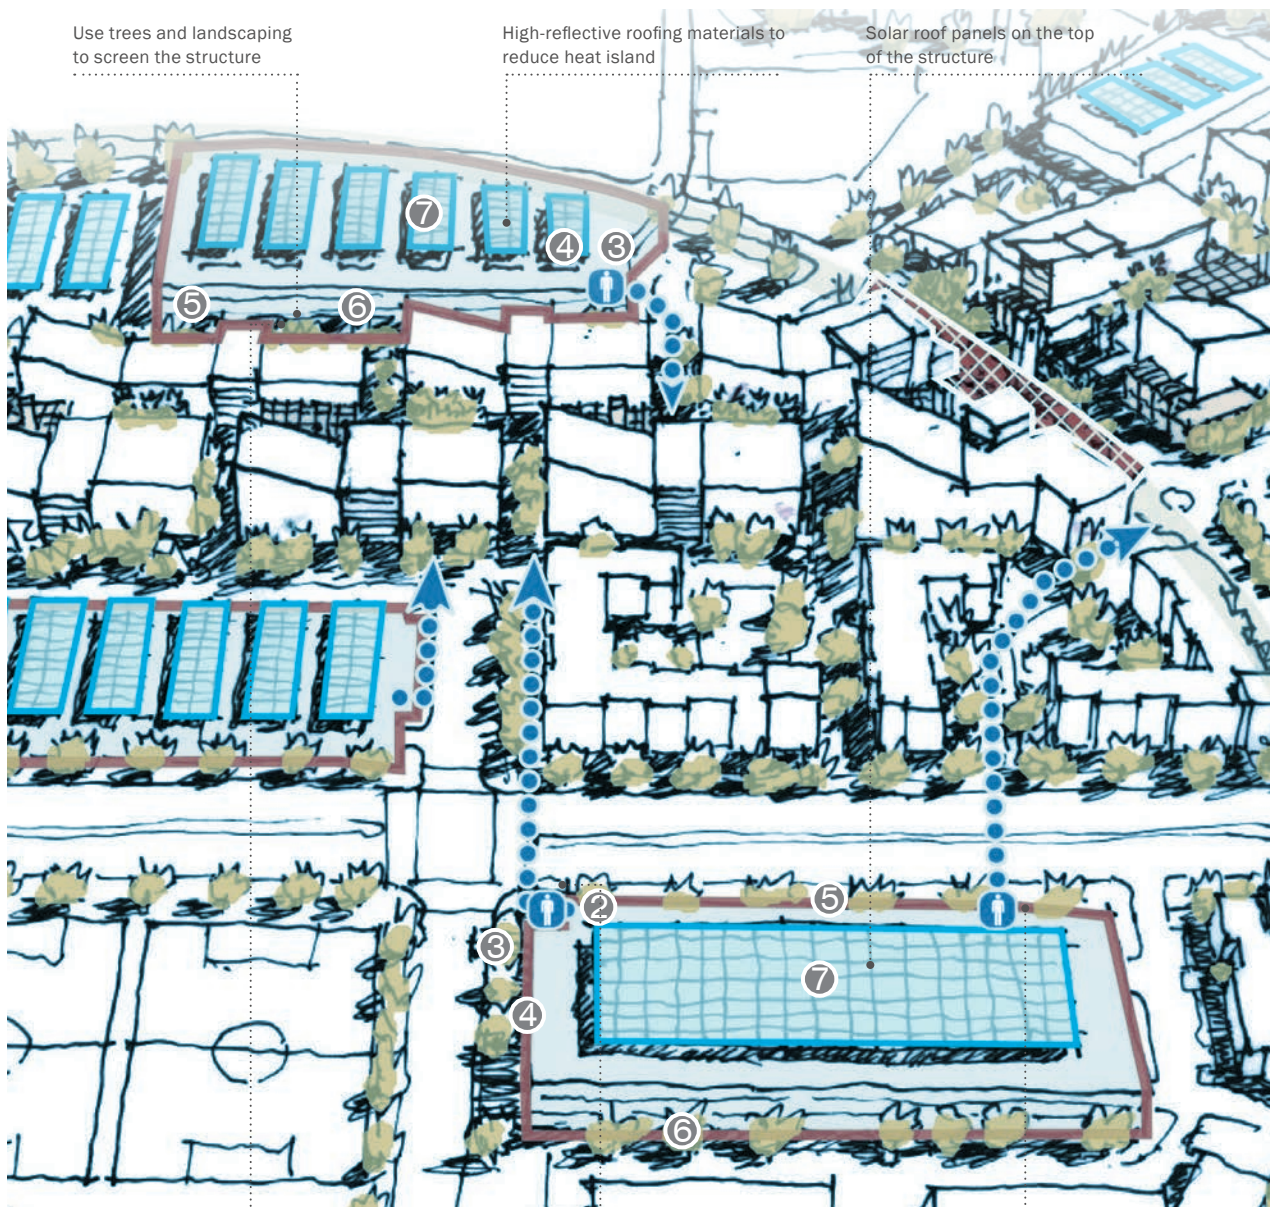 Use trees and landscaping
to screen the structure
High-reflective roofing materials to
reduce heat island
Solar roof panels on the top
of the structure
7
4
3
5
6
2
5
3
7
4
6